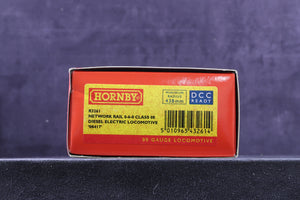 HORNBY
MINIMUM
RADIUS
438mm
DCC
READY
R3261
NETWORK RAIL 0-6-0 CLASS 08
DIESEL ELECTRIC LOCOMOTIVE
'08417'
5 010963 432614
00 GAUGE LOCOMOTIVE